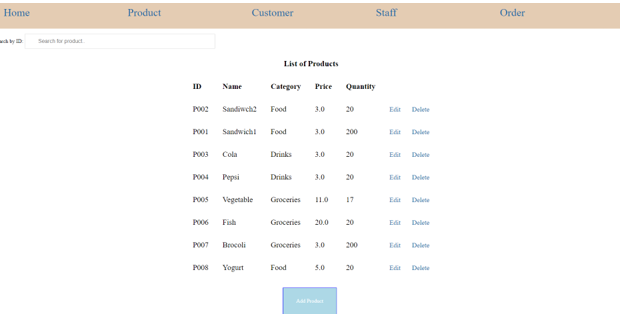 Home Product Customer Staff Order
by ID: Search for product
List of Products
ID Name Category Price Quantity
P002 Sandiwch2 Food 3.0 20 Edit Delete
P001 Sandwich1 Food 3.0 200 Edit Delete
P003 Cola Drinks 3.0 20 Edit Delete
P004 Pepsi Drinks 3.0 20 Edit Delete
P005 Vegetable Groceries 11.0 17 Edit Delete
P006 Fish Groceries 20.0 20 Edit Delete
P007 Brocoli Groceries 3.0 200 Edit Delete
P008 Yogurt Food 5.0 20 Edit Delete
Add Product